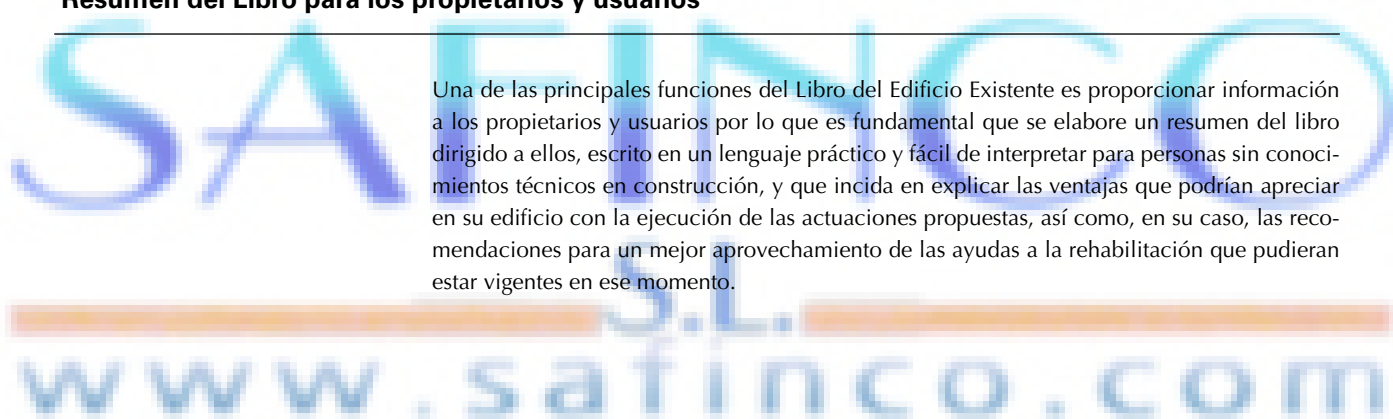 Resumen del Libro para los propietarios y usuarios
SAFINCO
Una de las principales funciones del Libro del Edificio Existente es proporcionar información
a los propietarios y usuarios por lo que es fundamental que se elabore un resumen del libro
dirigido a ellos, escrito en un lenguaje práctico y fácil de interpretar para personas sin conoci-
mientos técnicos en construcción, y que incida en explicar las ventajas que podrían apreciar
en su edificio con la ejecución de las actuaciones propuestas, así como, en su caso, las reco-
mendaciones para un mejor aprovechamiento de las ayudas a la rehabilitación que pudieran
estar vigentes en ese momento.
S.L.
www.safinco.com